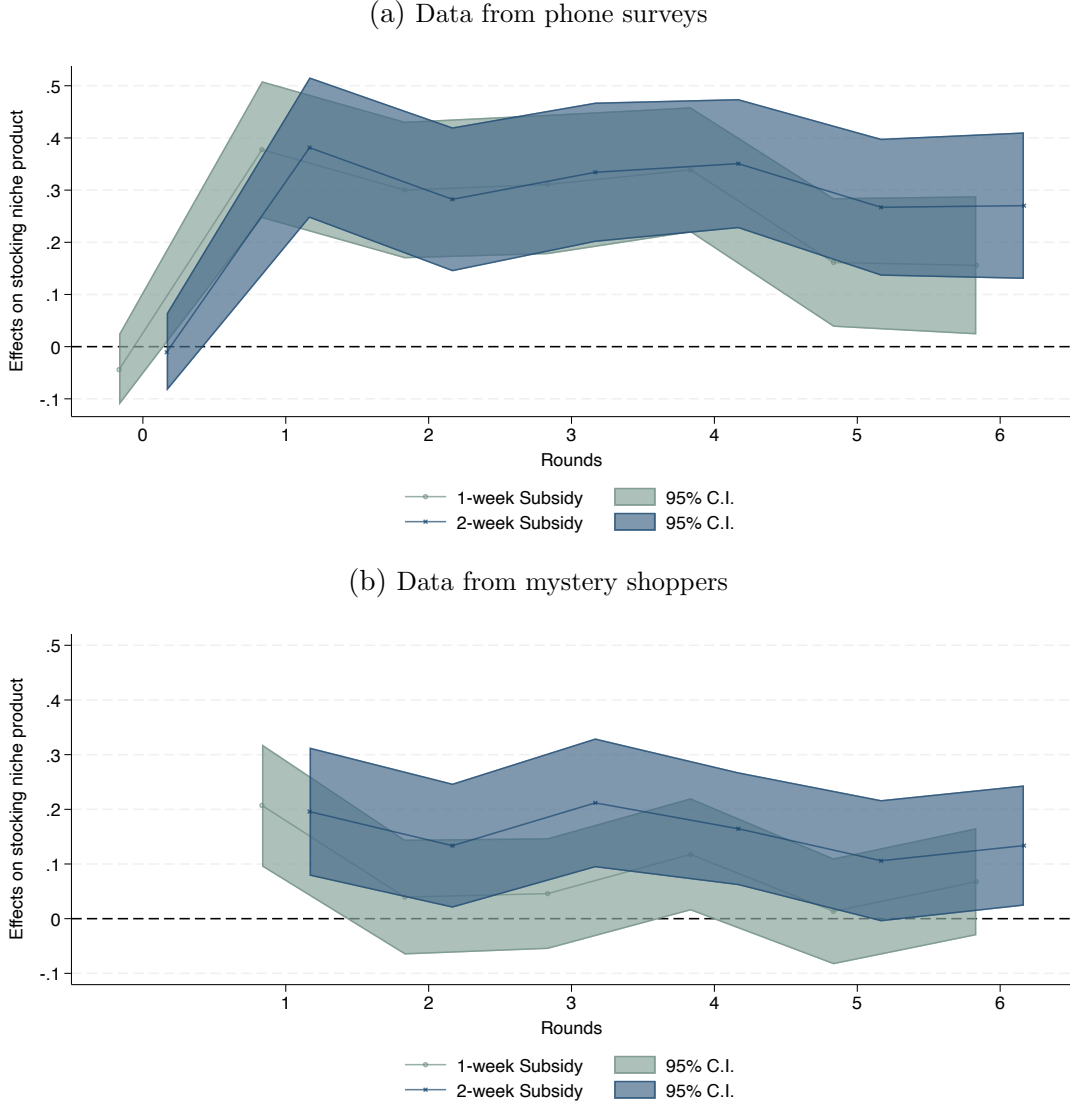 (a) Data from phone surveys
Effects on stocking niche product
.5
.4
.3
.2
.1
0
-.1
0 1 2 3 4 5 6
Rounds
1-week Subsidy 95% C.I.
2-week Subsidy 95% C.I.
(b) Data from mystery shoppers
Effects on stocking niche product
.5
.4
.3
.2
.1
0
-.1
1 2 3 4 5 6
Rounds
1-week Subsidy 95% C.I.
2-week Subsidy 95% C.I.